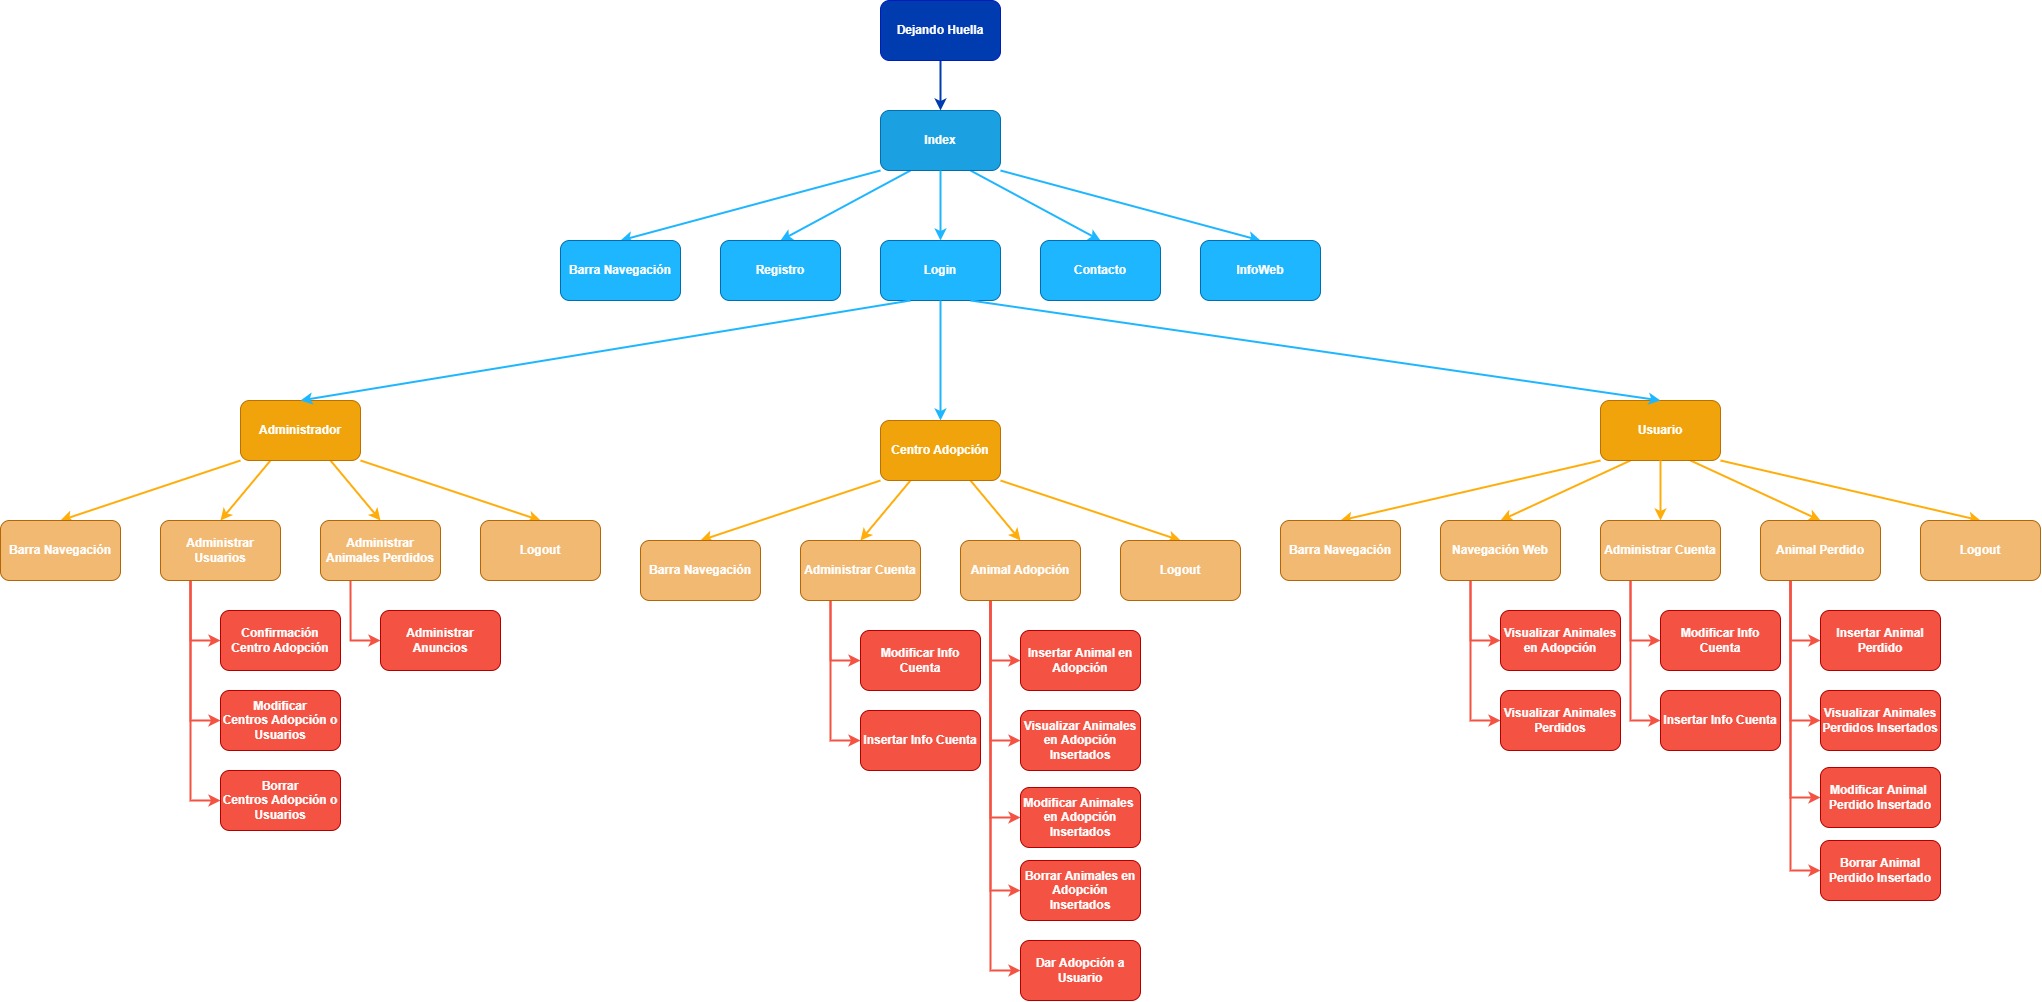 Dejando Huella
Index
Barra Navegación
Registro
Login
Contacto
InfoWeb
Administrador
Centro Adopción
Usuario
Barra Navegación
Administrar
Usuarios
Administrar
Animales Perdidos
Logout
Barra Navegación
Administrar Cuenta
Animal Adopción
Logout
Barra Navegación
Navegación Web
Administrar Cuenta
Animal Perdido
Logout
Confirmación
Centro Adopción
Modificar
Centros Adopción o
Usuarios
Borrar
Centros Adopción o
Usuarios
Administrar
Anuncios
Modificar Info
Cuenta
Insertar Info Cuenta
Insertar Animal en
Adopción
Visualizar Animales
en Adopción
Insertados
Modificar Animales
en Adopción
Insertados
Borrar Animales en
Adopción
Insertados
Dar Adopción a
Usuario
Visualizar Animales
en Adopción
Visualizar Animales
Perdidos
Modificar Info
Cuenta
Insertar Info Cuenta
Insertar Animal
Perdido
Visualizar Animales
Perdidos Insertados
Modificar Animal
Perdido Insertado
Borrar Animal
Perdido Insertado